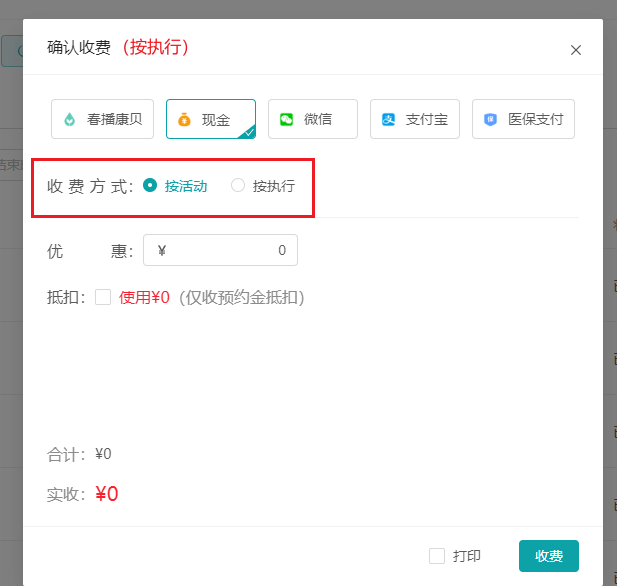 确认收费（按执行）
春播康贝 现金 微信 支付宝 医保支付
收费方式: 按活动 按执行
优惠: ¥ 0
抵扣: 使用¥0（仅收预约金抵扣）
合计: ¥0
实收: ¥0
打印 收费